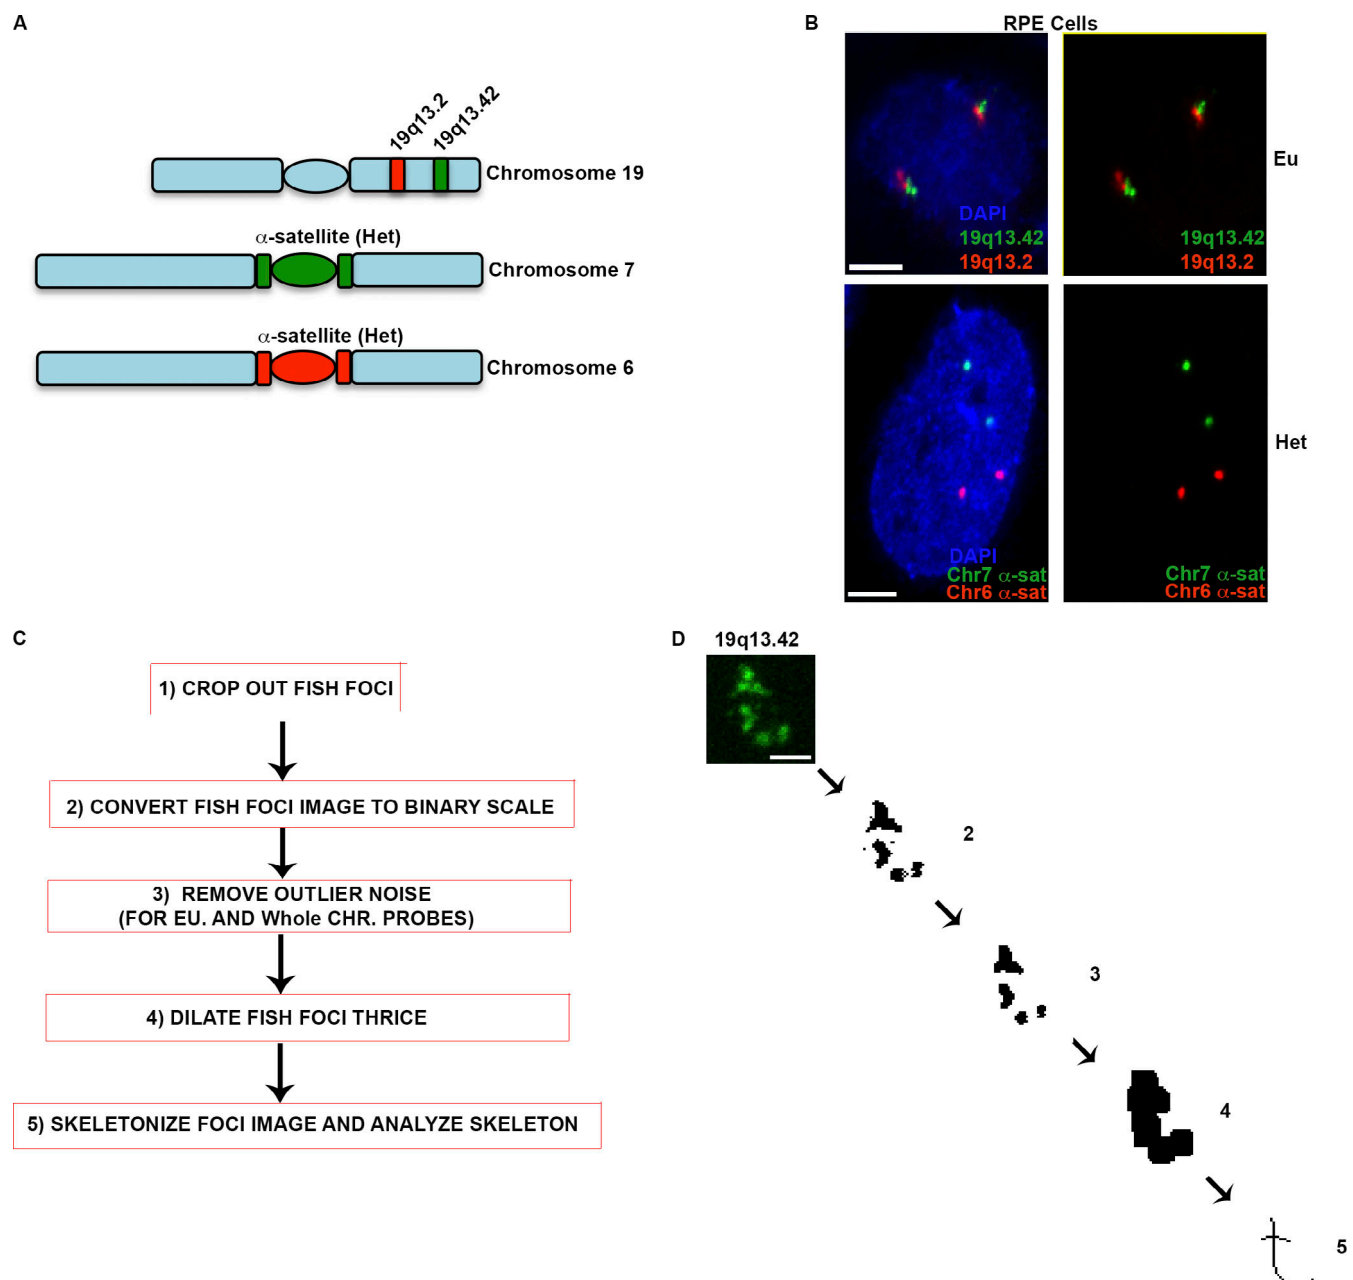 A
19q13.2
19q13.42
Chromosome 19
α-satellite (Het)
Chromosome 7
α-satellite (Het)
Chromosome 6
B
RPE Cells
DAPI
19q13.42
19q13.2
19q13.42
19q13.2
Eu
DAPI
Chr7 α-sat
Chr6 α-sat
Chr7 α-sat
Chr6 α-sat
Het
C
1) CROP OUT FISH FOCI
2) CONVERT FISH FOCI IMAGE TO BINARY SCALE
3) REMOVE OUTLIER NOISE
(FOR EU. AND Whole CHR. PROBES)
4) DILATE FISH FOCI THRICE
5) SKELETONIZE FOCI IMAGE AND ANALYZE SKELETON
D
19q13.42
2
3
4
5